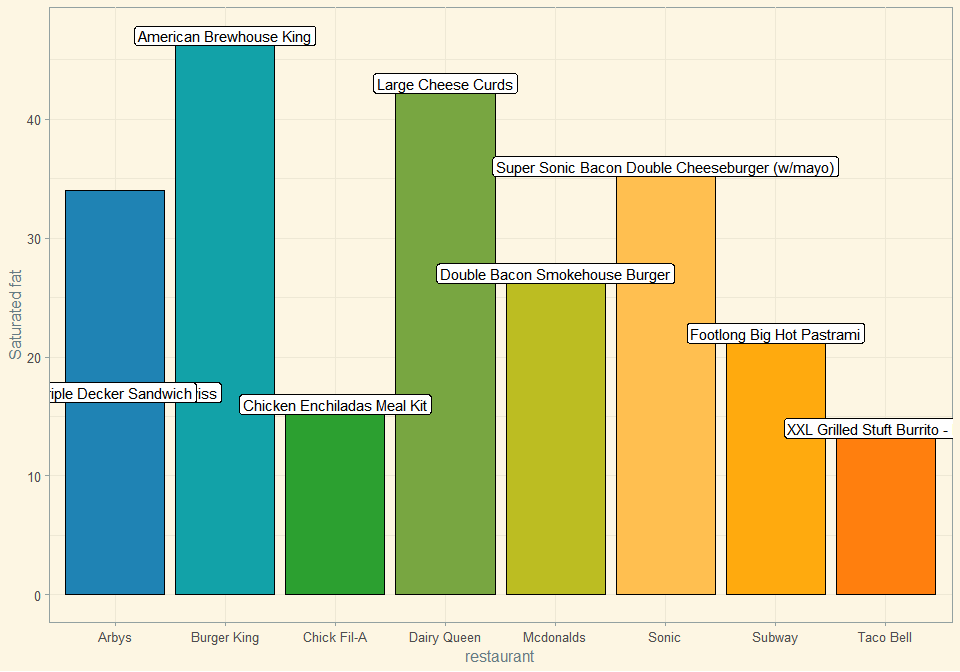 American Brewhouse King
Large Cheese Curds
Super Sonic Bacon Double Cheeseburger (w/mayo)
Double Bacon Smokehouse Burger
Footlong Big Hot Pastrami
Decker Sandwich
Chicken Enchiladas Meal Kit
XXL Grilled Stuft Burrito -
Saturated fat
40
30
20
10
0
Arbys Burger King Chick Fil-A Dairy Queen Mcdonalds Sonic Subway Taco Bell
restaurant